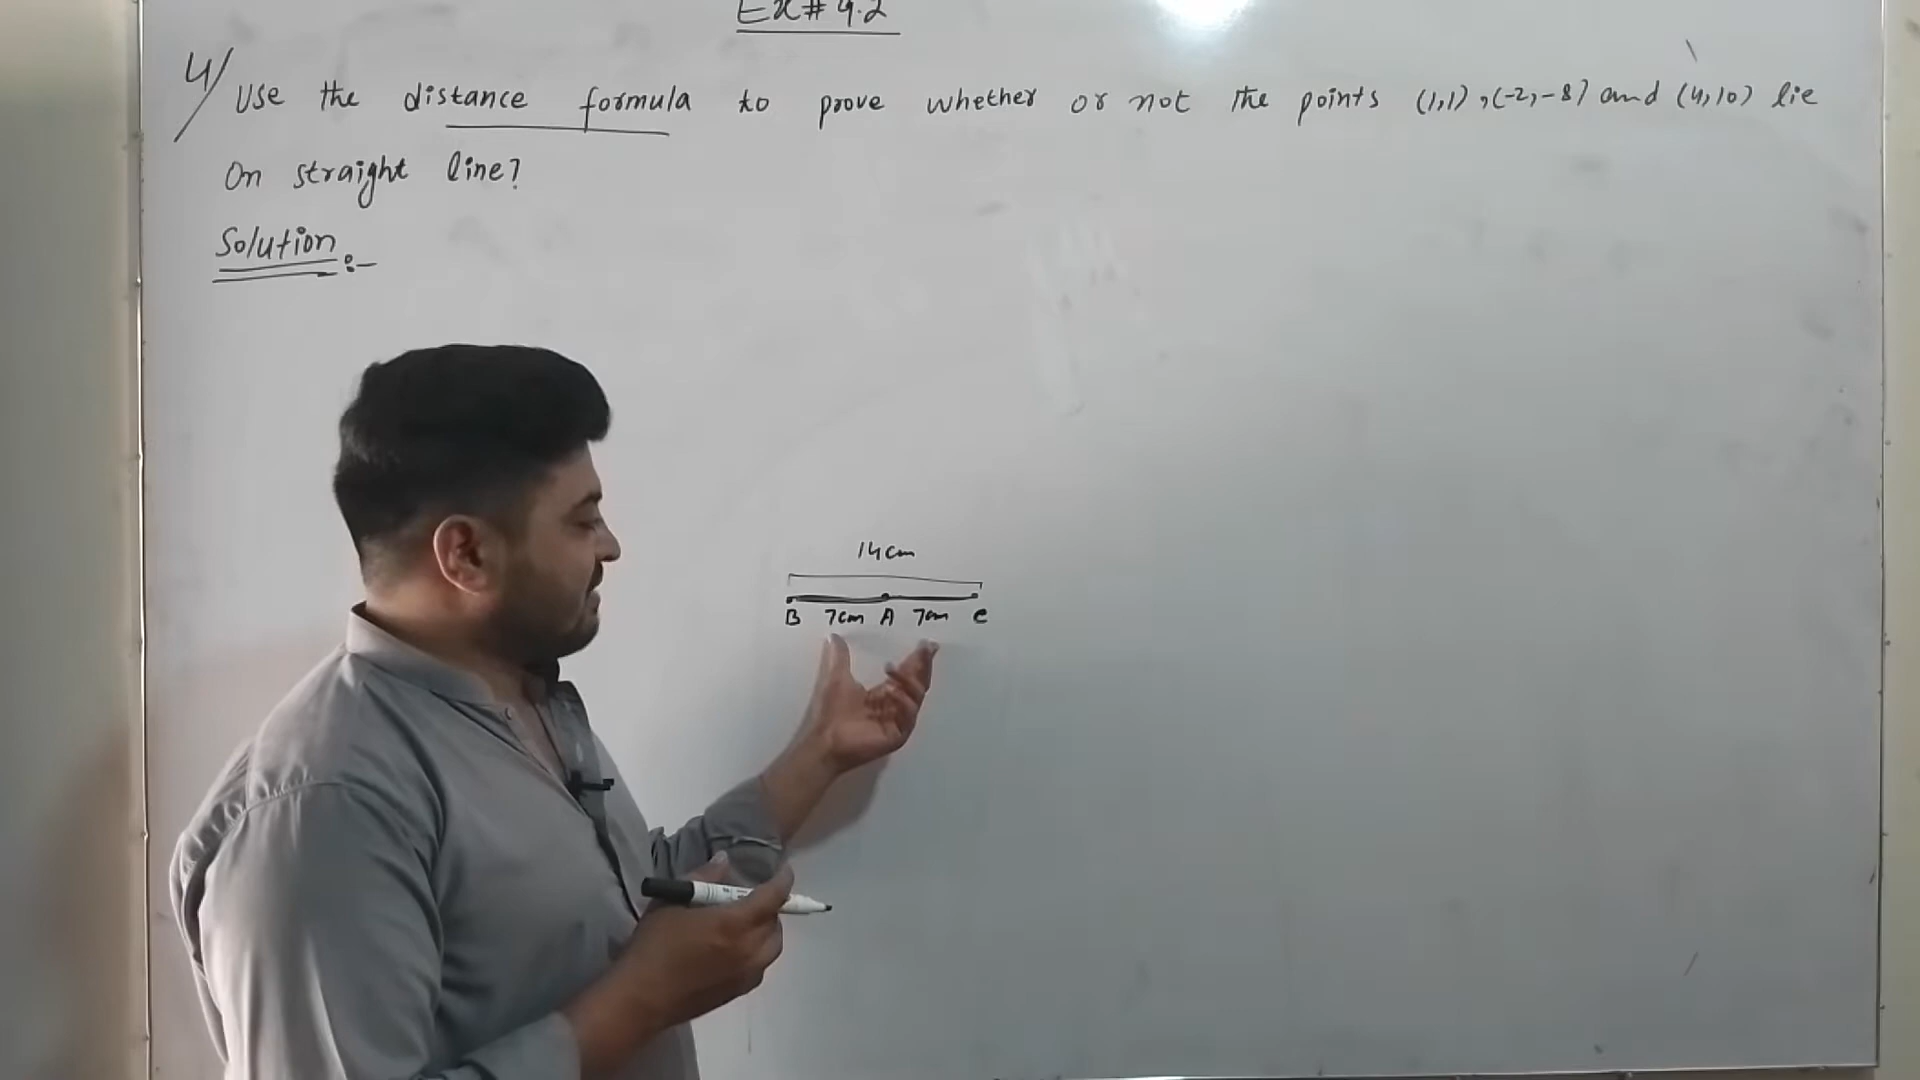 Ex # 4.2
4/ Use the distance formula to prove whether or not the points (1,1), (-2,-8) and (4,10) lie
On straight line?
Solution :-
14cm
B 7cm A 7cm C